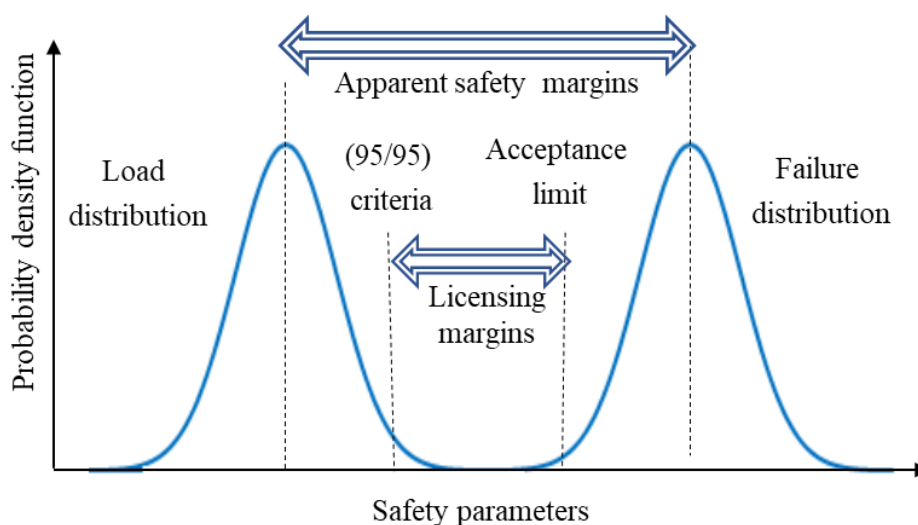 Apparent safety margins
Probability density function
Load
distribution
(95/95)
criteria
Acceptance
limit
Failure
distribution
Licensing
margins
Safety parameters